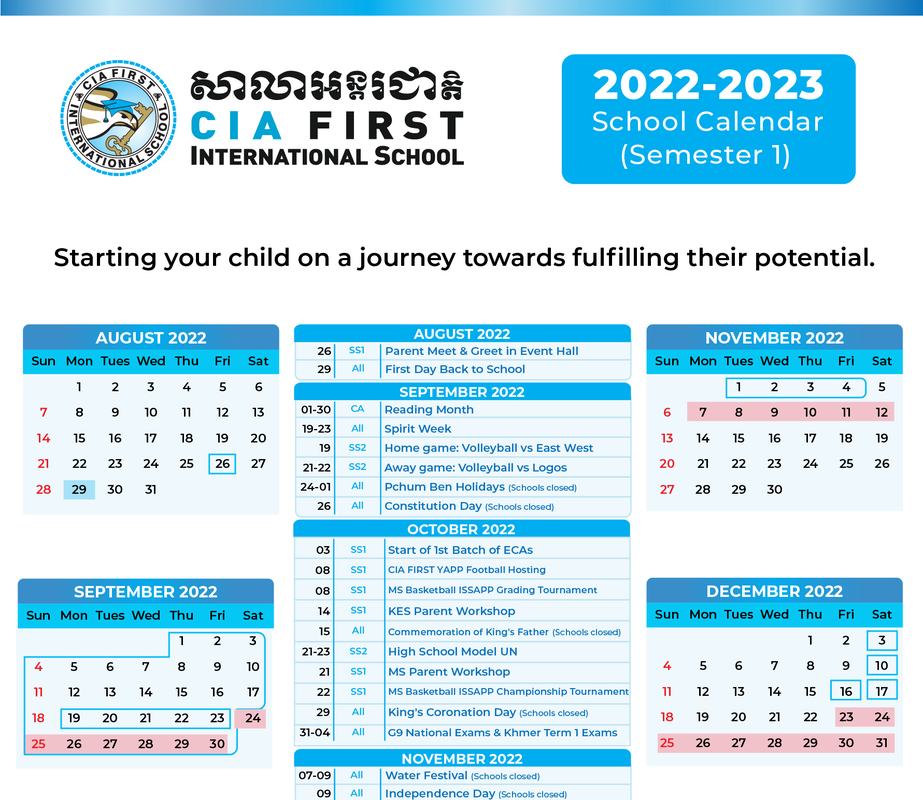 CIA FIRST
INTERNATIONAL SCHOOL
សាលាអន្តរជាតិ
CIA FIRST
INTERNATIONAL SCHOOL
2022-2023
School Calendar
(Semester 1)
Starting your child on a journey towards fulfilling their potential.
AUGUST 2022
Sun Mon Tues Wed Thu Fri Sat
1 2 3 4 5 6
7 8 9 10 11 12 13
14 15 16 17 18 19 20
21 22 23 24 25 26 27
28 29 30 31
SEPTEMBER 2022
Sun Mon Tues Wed Thu Fri Sat
1 2 3
4 5 6 7 8 9 10
11 12 13 14 15 16 17
18 19 20 21 22 23 24
25 26 27 28 29 30
AUGUST 2022
26 SS1 Parent Meet & Greet in Event Hall
29 All First Day Back to School
SEPTEMBER 2022
01-30 CA Reading Month
19-23 All Spirit Week
19 SS2 Home game: Volleyball vs East West
21-22 SS2 Away game: Volleyball vs Logos
24-01 All Pchum Ben Holidays (Schools closed)
26 All Constitution Day (Schools closed)
OCTOBER 2022
03 SS1 Start of 1st Batch of ECAs
08 SS1 CIA FIRST YAPP Football Hosting
08 SS1 MS Basketball ISSAPP Grading Tournament
14 SS1 KES Parent Workshop
15 All Commemoration of King's Father (Schools closed)
21-23 SS2 High School Model UN
21 SS1 MS Parent Workshop
22 SS1 MS Basketball ISSAPP Championship Tournament
29 All King's Coronation Day (Schools closed)
31-04 All G9 National Exams & Khmer Term 1 Exams
NOVEMBER 2022
07-09 All Water Festival (Schools closed)
09 All Independence Day (Schools closed)
NOVEMBER 2022
Sun Mon Tues Wed Thu Fri Sat
1 2 3 4 5
6 7 8 9 10 11 12
13 14 15 16 17 18 19
20 21 22 23 24 25 26
27 28 29 30
DECEMBER 2022
Sun Mon Tues Wed Thu Fri Sat
1 2 3
4 5 6 7 8 9 10
11 12 13 14 15 16 17
18 19 20 21 22 23 24
25 26 27 28 29 30 31